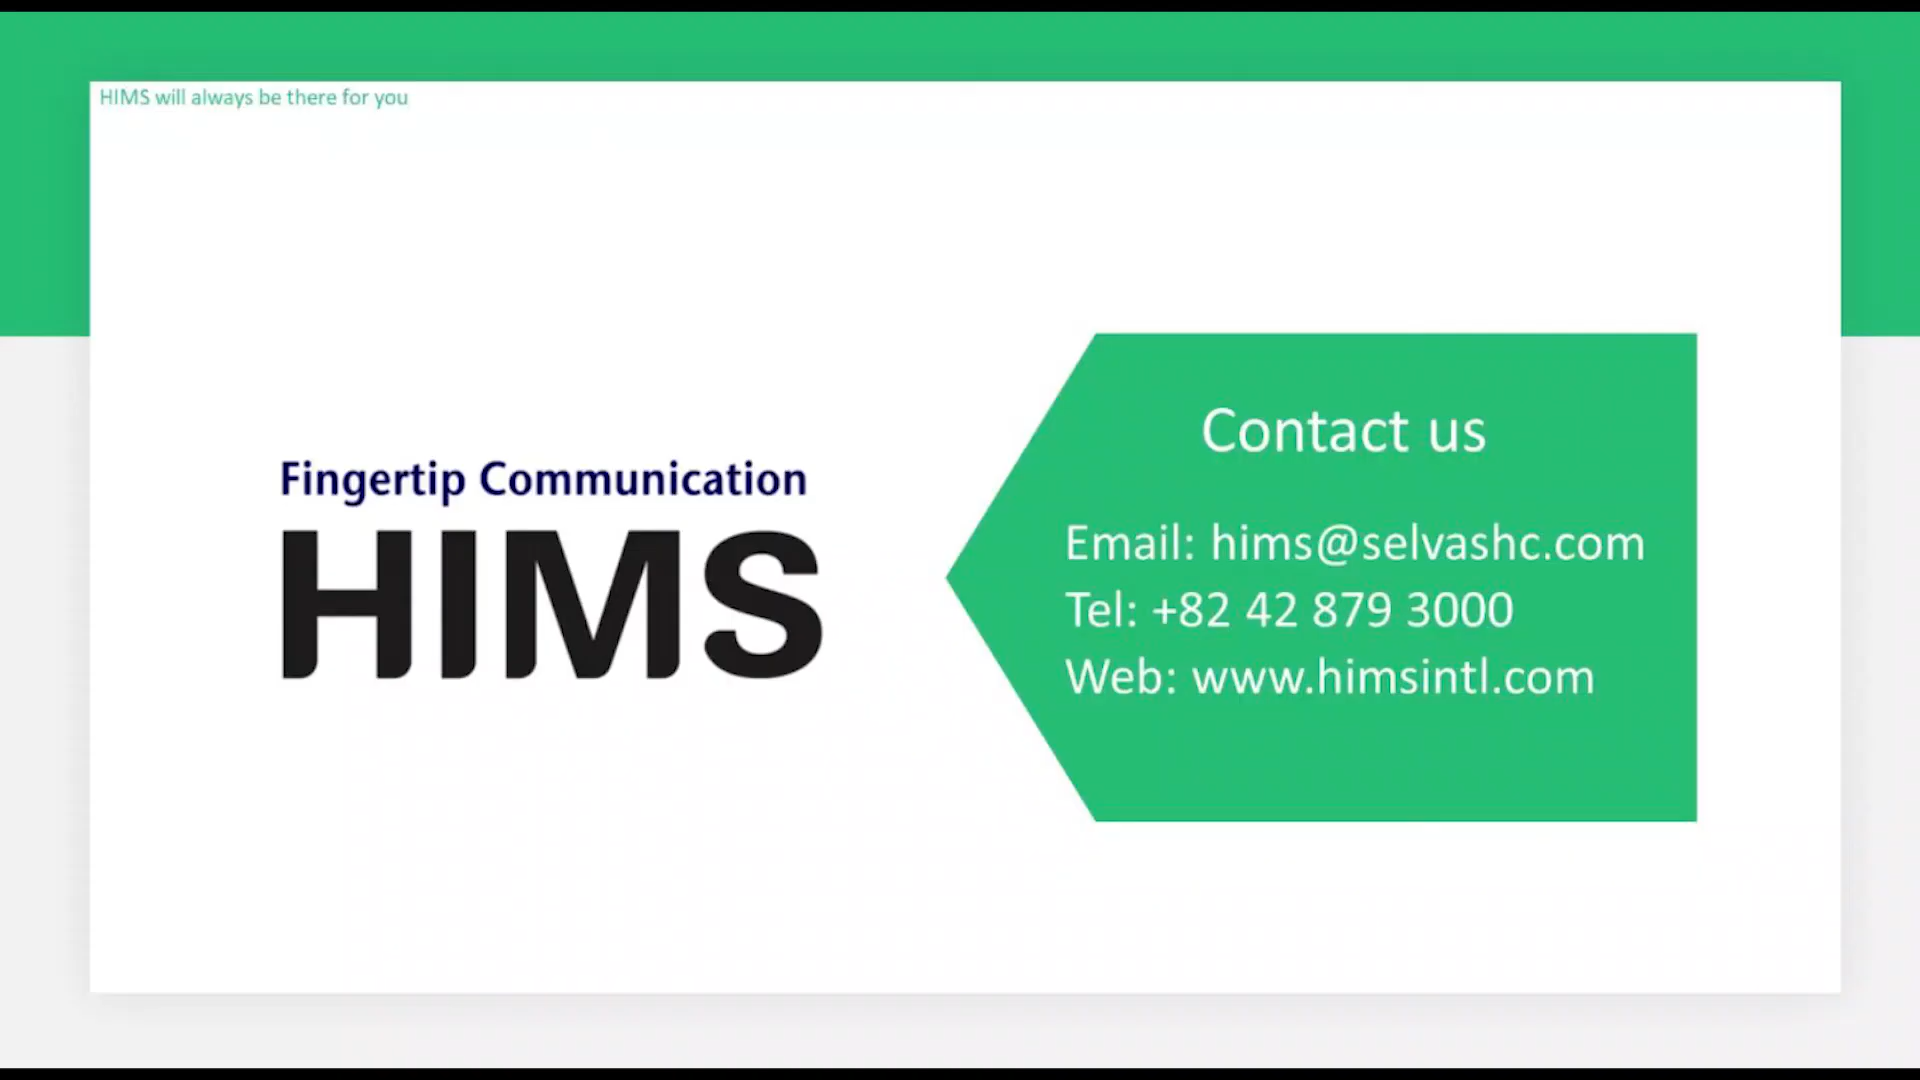 HIMS will always be there for you
Fingertip Communication
HIMS
Contact us
Email: hims@selvashc.com
Tel: +82 42 879 3000
Web: www.himsintl.com